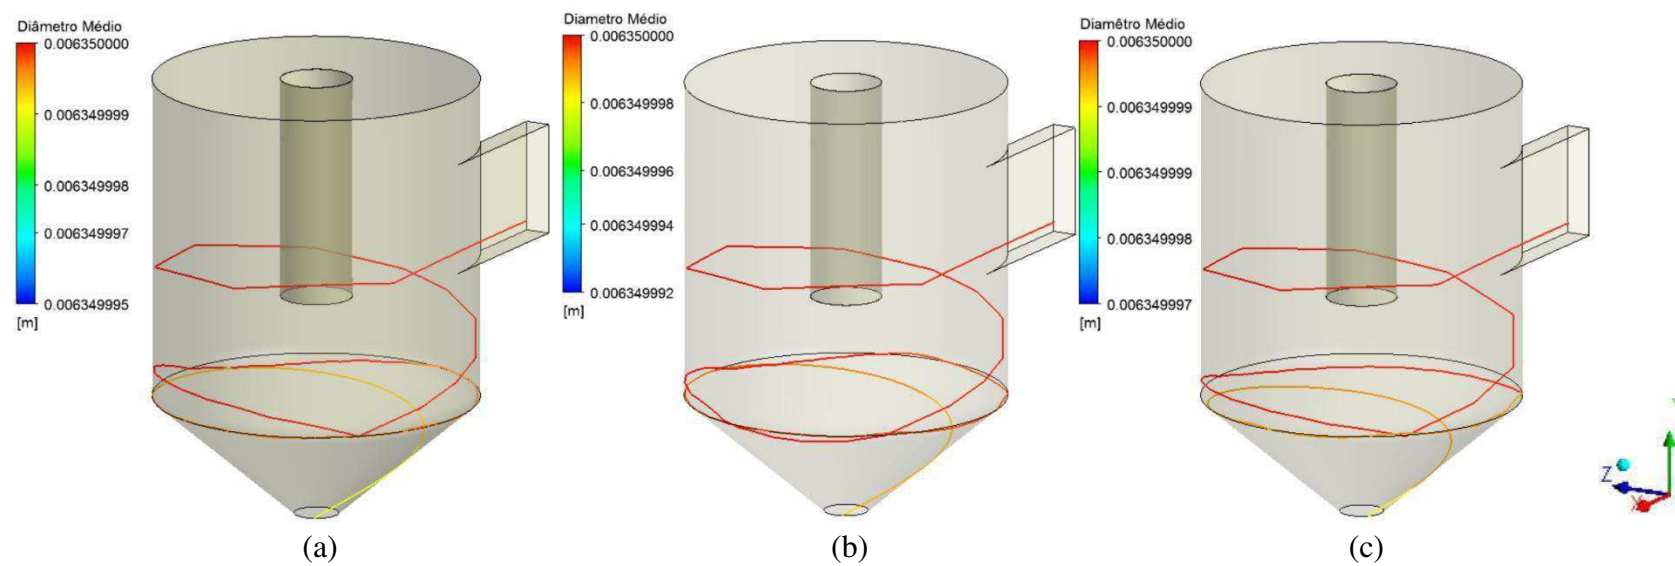 Diâmetro Médio
0.006350000
0.006349999
0.006349998
0.006349997
0.006349995
[m]
(a)
Diametro Médio
0.006350000
0.006349998
0.006349996
0.006349994
0.006349992
[m]
(b)
Diamêtro Médio
0.006350000
0.006349999
0.006349999
0.006349998
0.006349997
[m]
(c)
Z
X